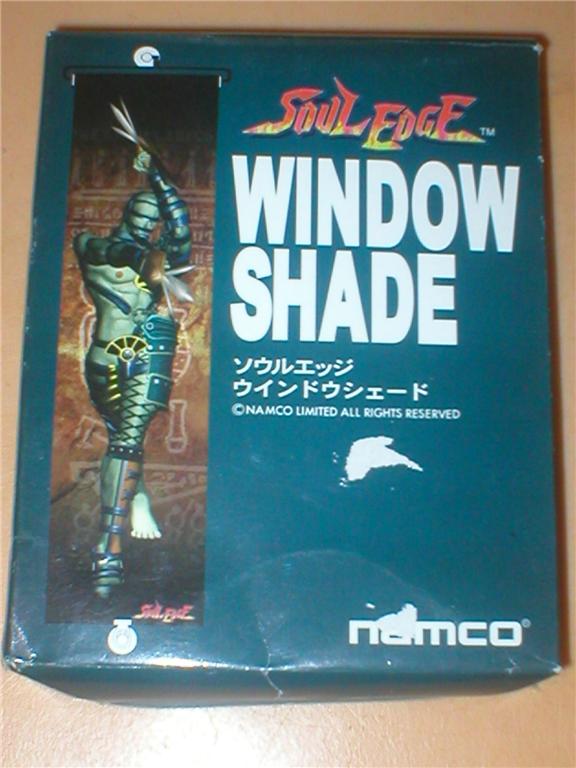 SOUL EDGE™
WINDOW
SHADE
ソウルエッジ
ウインドウシェード
©NAMCO LIMITED ALL RIGHTS RESERVED
SOUL EDGE
namco®